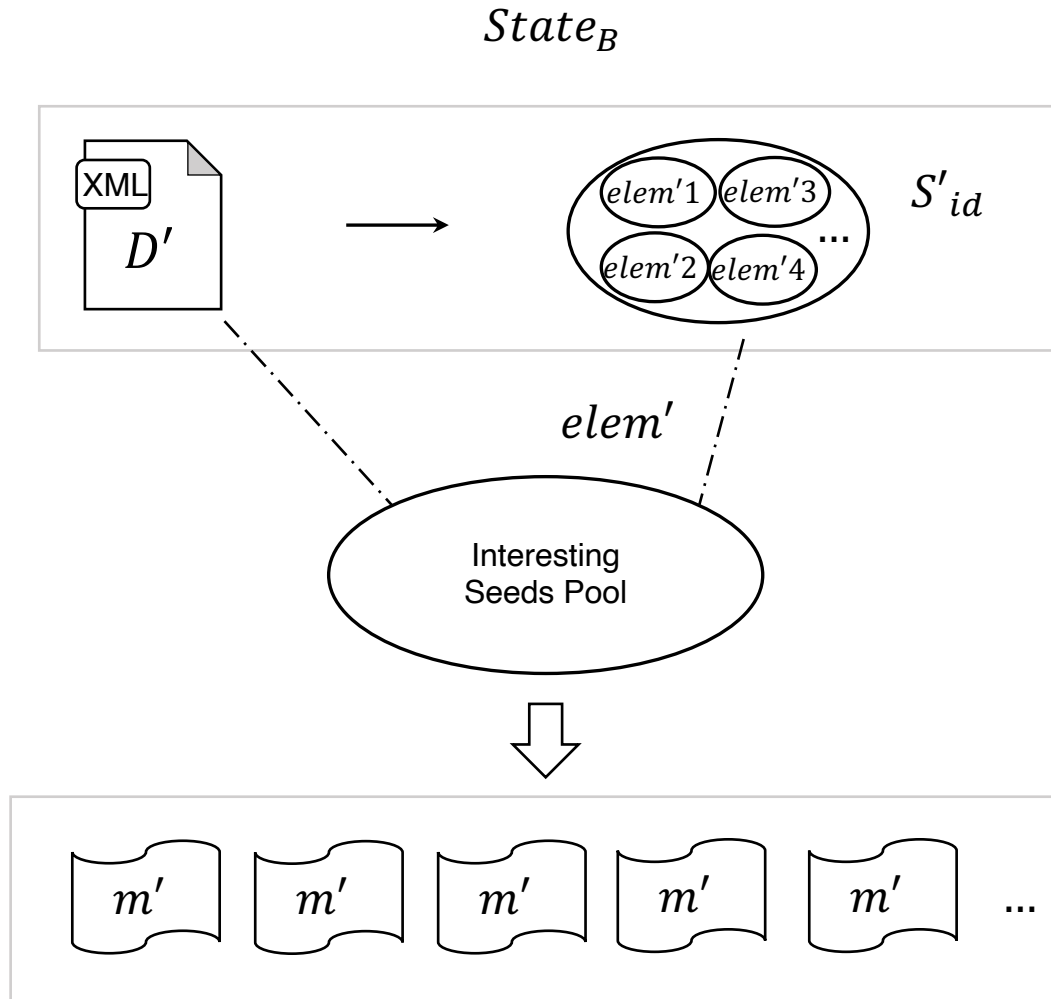 State_B
XML
D′
elem′1
elem′3
elem′2
elem′4
...
S′_id
elem′
Interesting
Seeds Pool
m′ m′ m′ m′ m′ ...